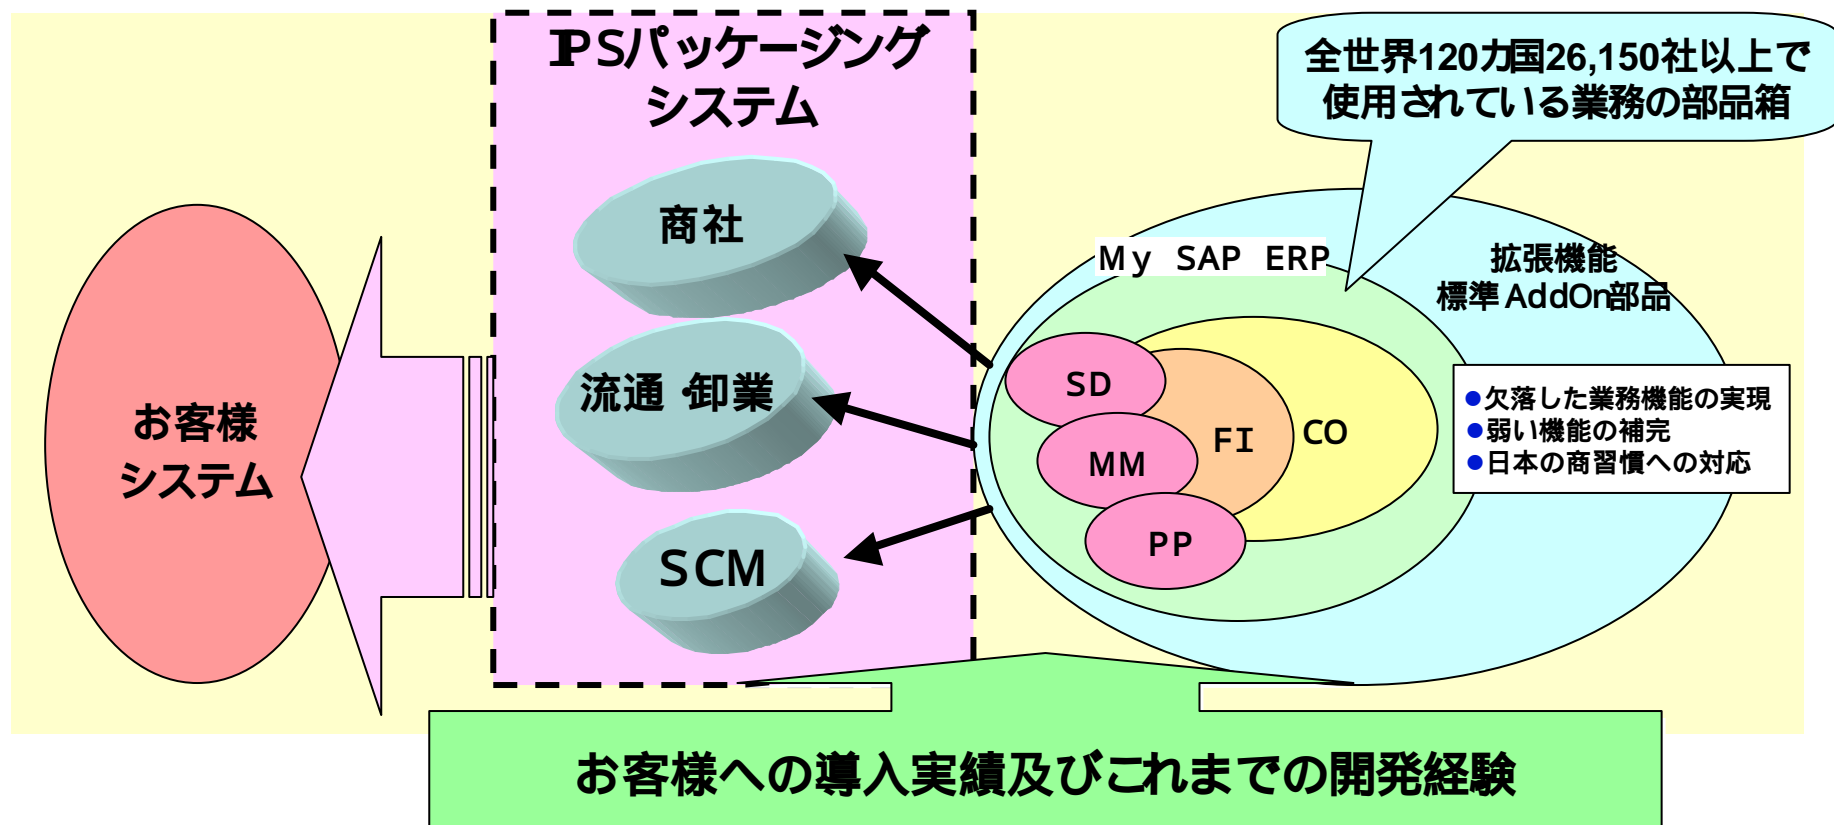 IPSパッケージング
システム
全世界120カ国26,150社以上で
使用されている業務の部品箱
商社
流通・卸業
SCM
お客様
システム
My SAP ERP
拡張機能
標準AddOn部品
SD
MM
PP
FI
CO
●欠落した業務機能の実現
●弱い機能の補完
●日本の商習慣への対応
お客様への導入実績及びこれまでの開発経験